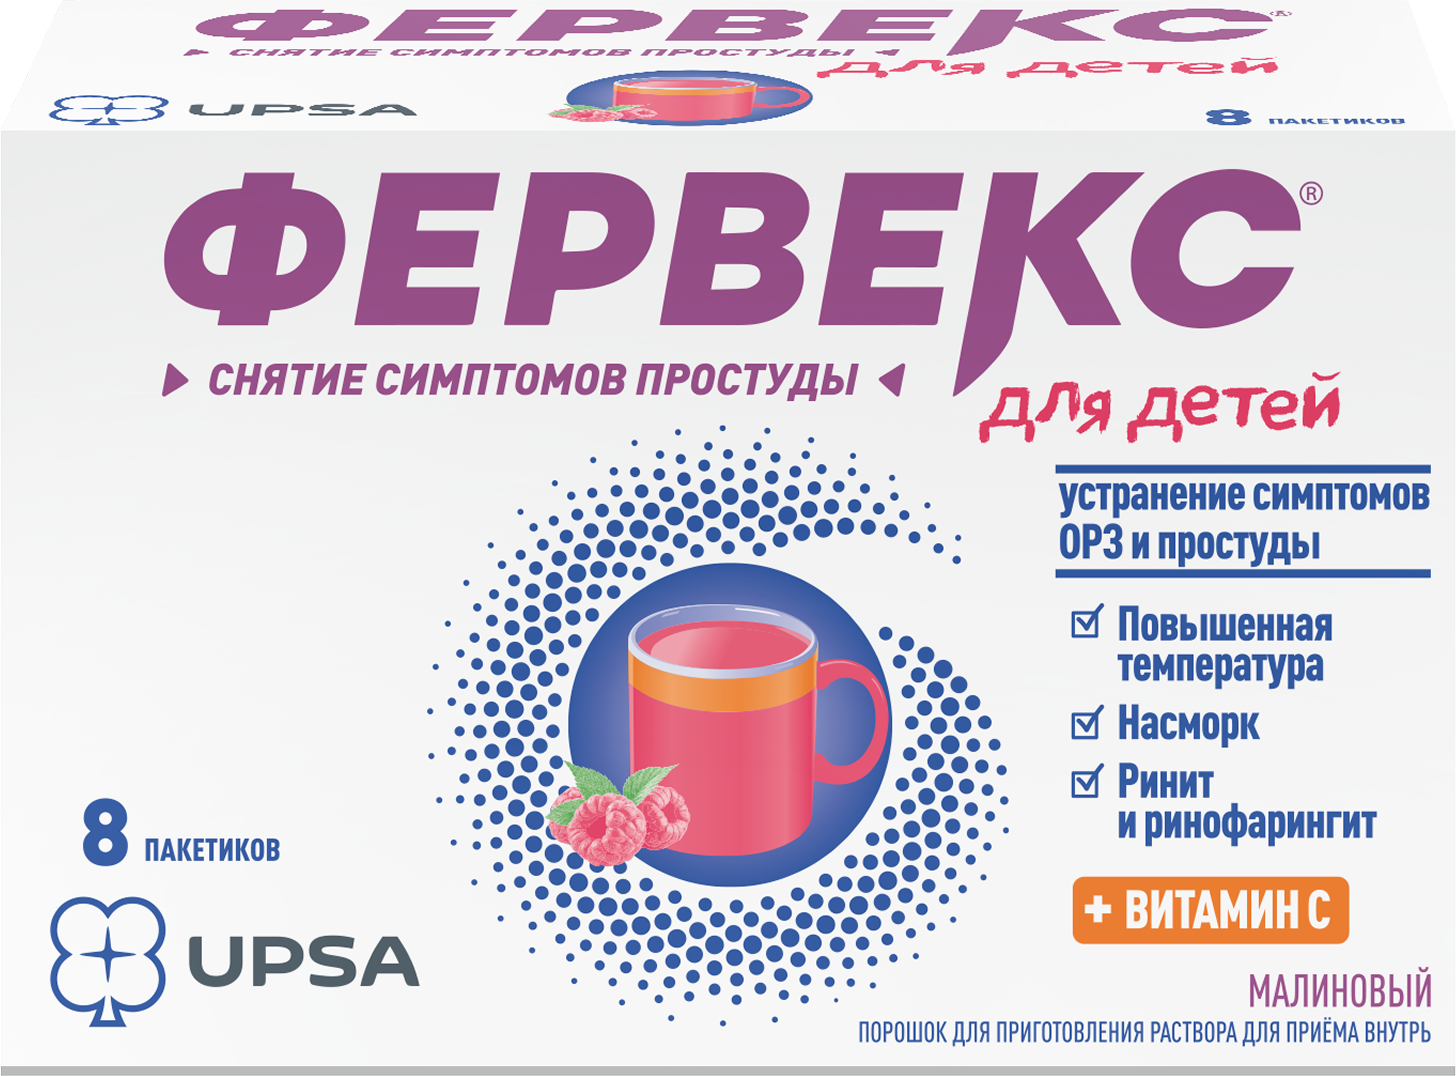 ФЕРВЕКС®
СНЯТИЕ СИМПТОМОВ ПРОСТУДЫ
для детей
UPSA
8 ПАКЕТИКОВ
ФЕРВЕКС®
СНЯТИЕ СИМПТОМОВ ПРОСТУДЫ
для детей
устранение симптомов
ОРЗ и простуды
Повышенная
температура
Насморк
Ринит
и ринофарингит
+ ВИТАМИН С
8 ПАКЕТИКОВ
UPSA
МАЛИНОВЫЙ
ПОРОШОК ДЛЯ ПРИГОТОВЛЕНИЯ РАСТВОРА ДЛЯ ПРИЁМА ВНУТРЬ